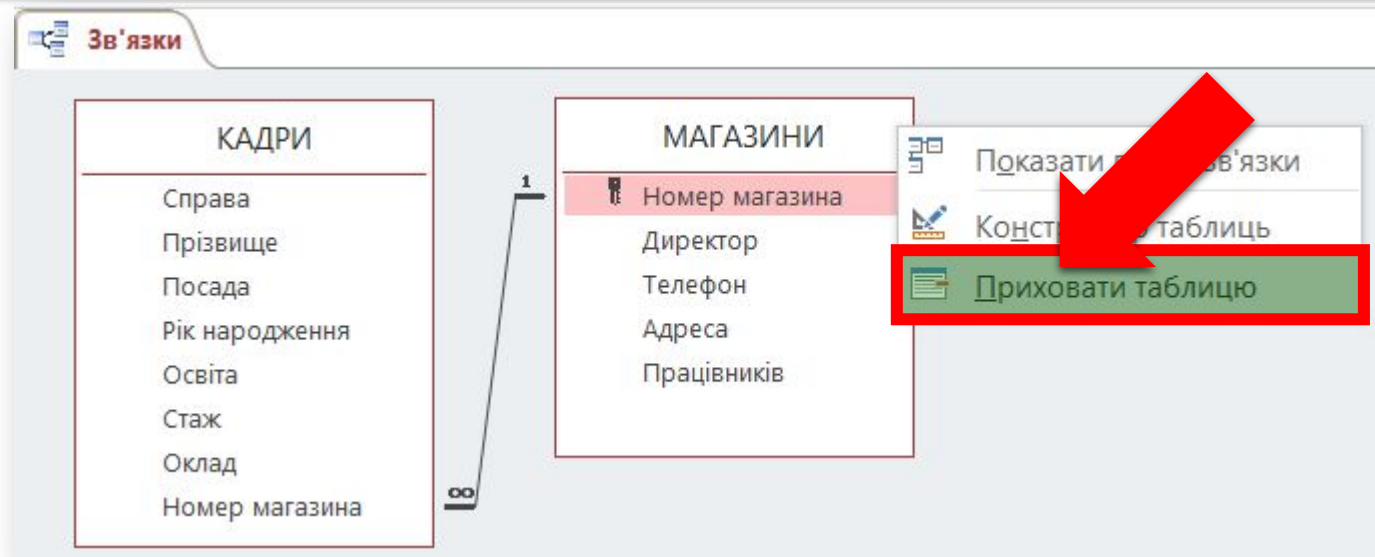 Зв'язки
КАДРИ
Справа
Прізвище
Посада
Рік народження
Освіта
Стаж
Оклад
Номер магазина
1
∞
МАГАЗИНИ
Номер магазина
Директор
Телефон
Адреса
Працівників
Показати зв'язки
таблиць
Приховати таблицю